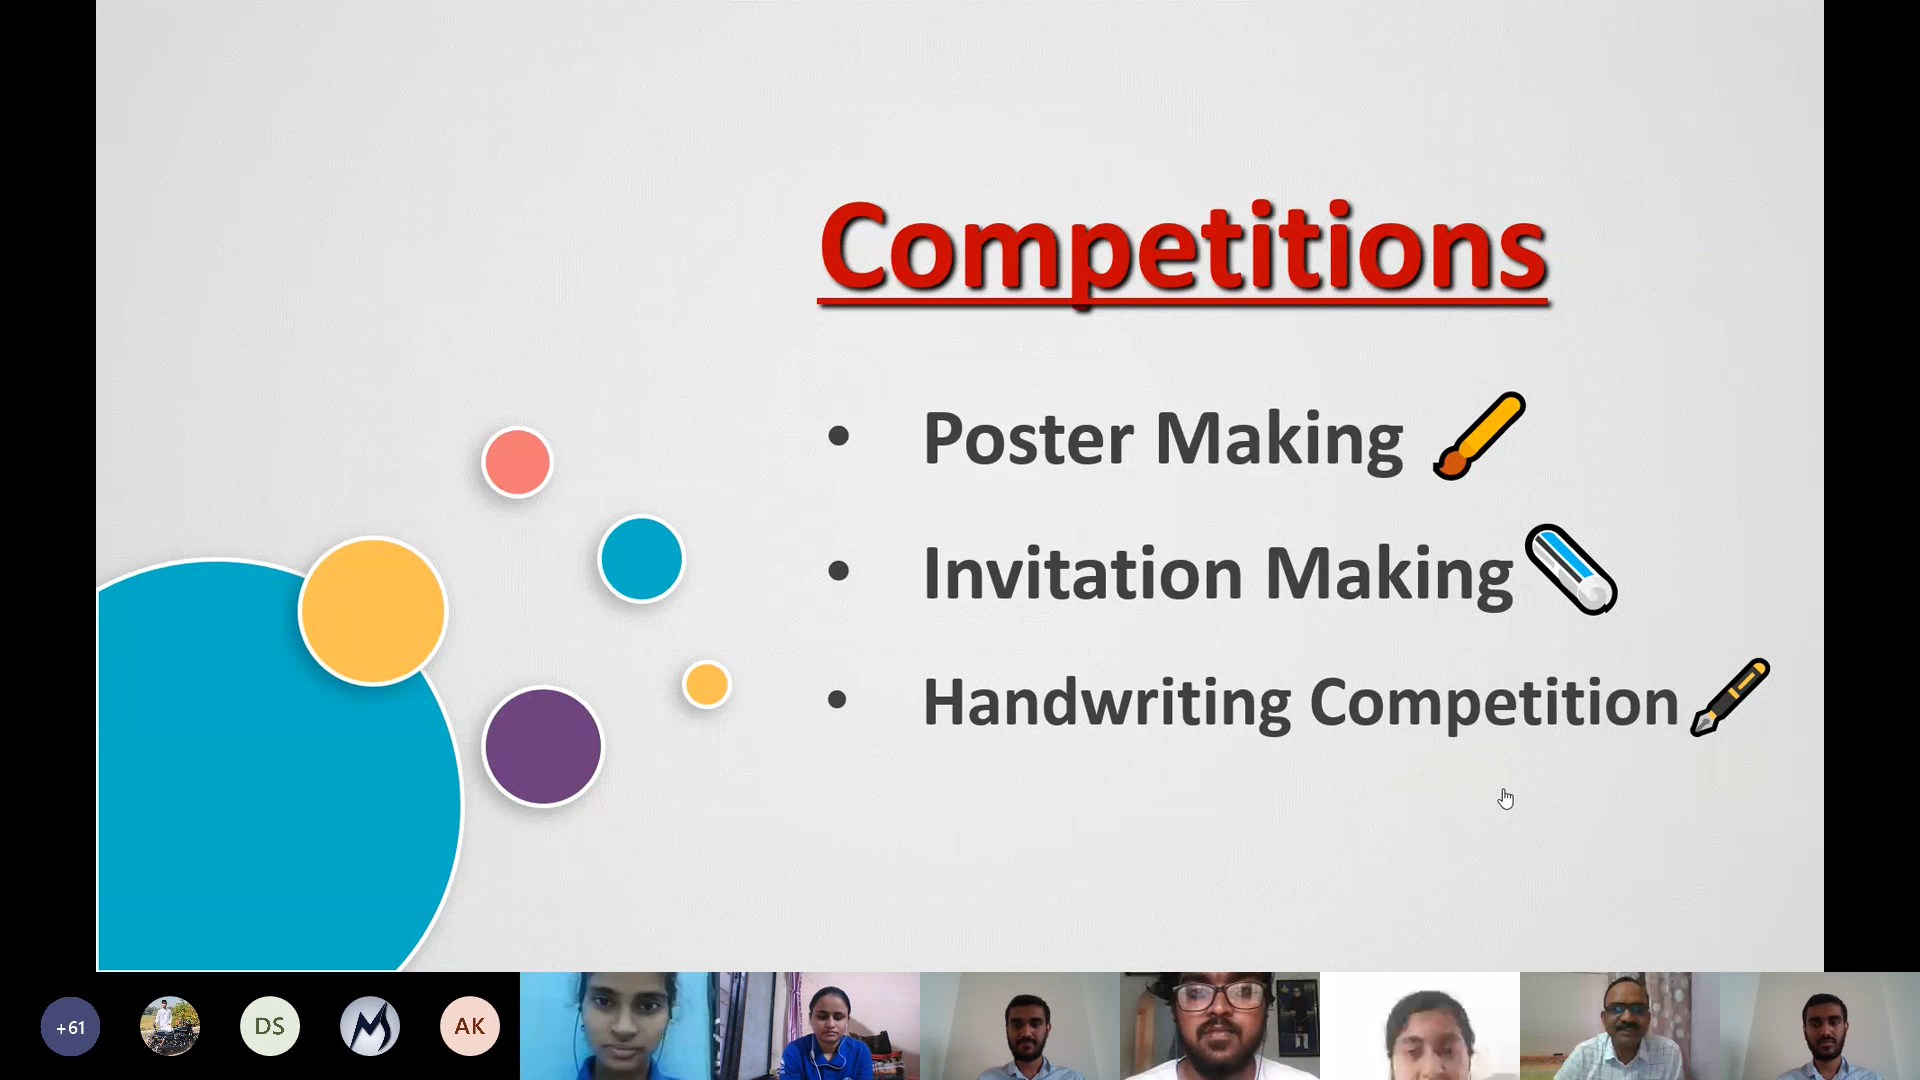 Competitions
• Poster Making
• Invitation Making
• Handwriting Competition
+61
DS
AK